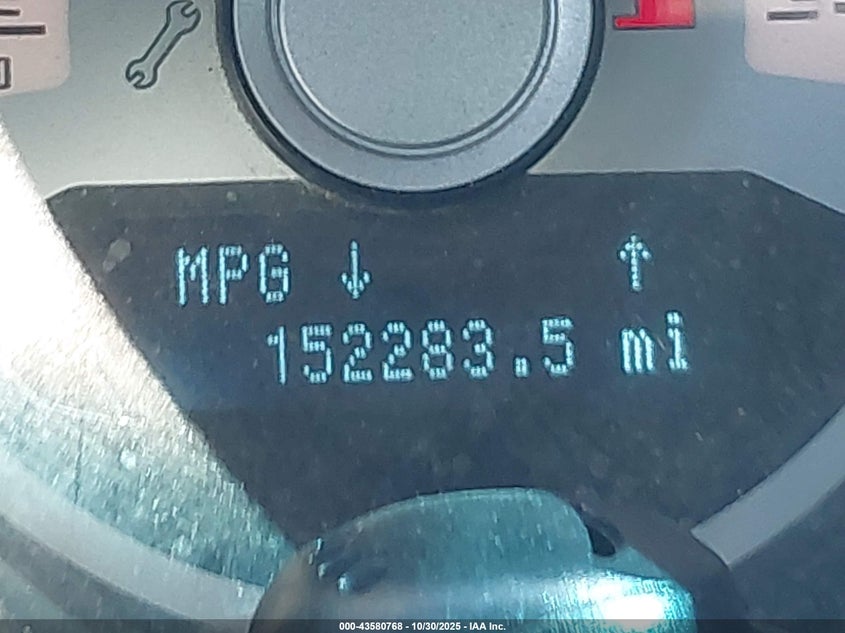 MPG ↓ ↑
152283.5 mi
000-43580768 - 10/30/2025 - IAA Inc.